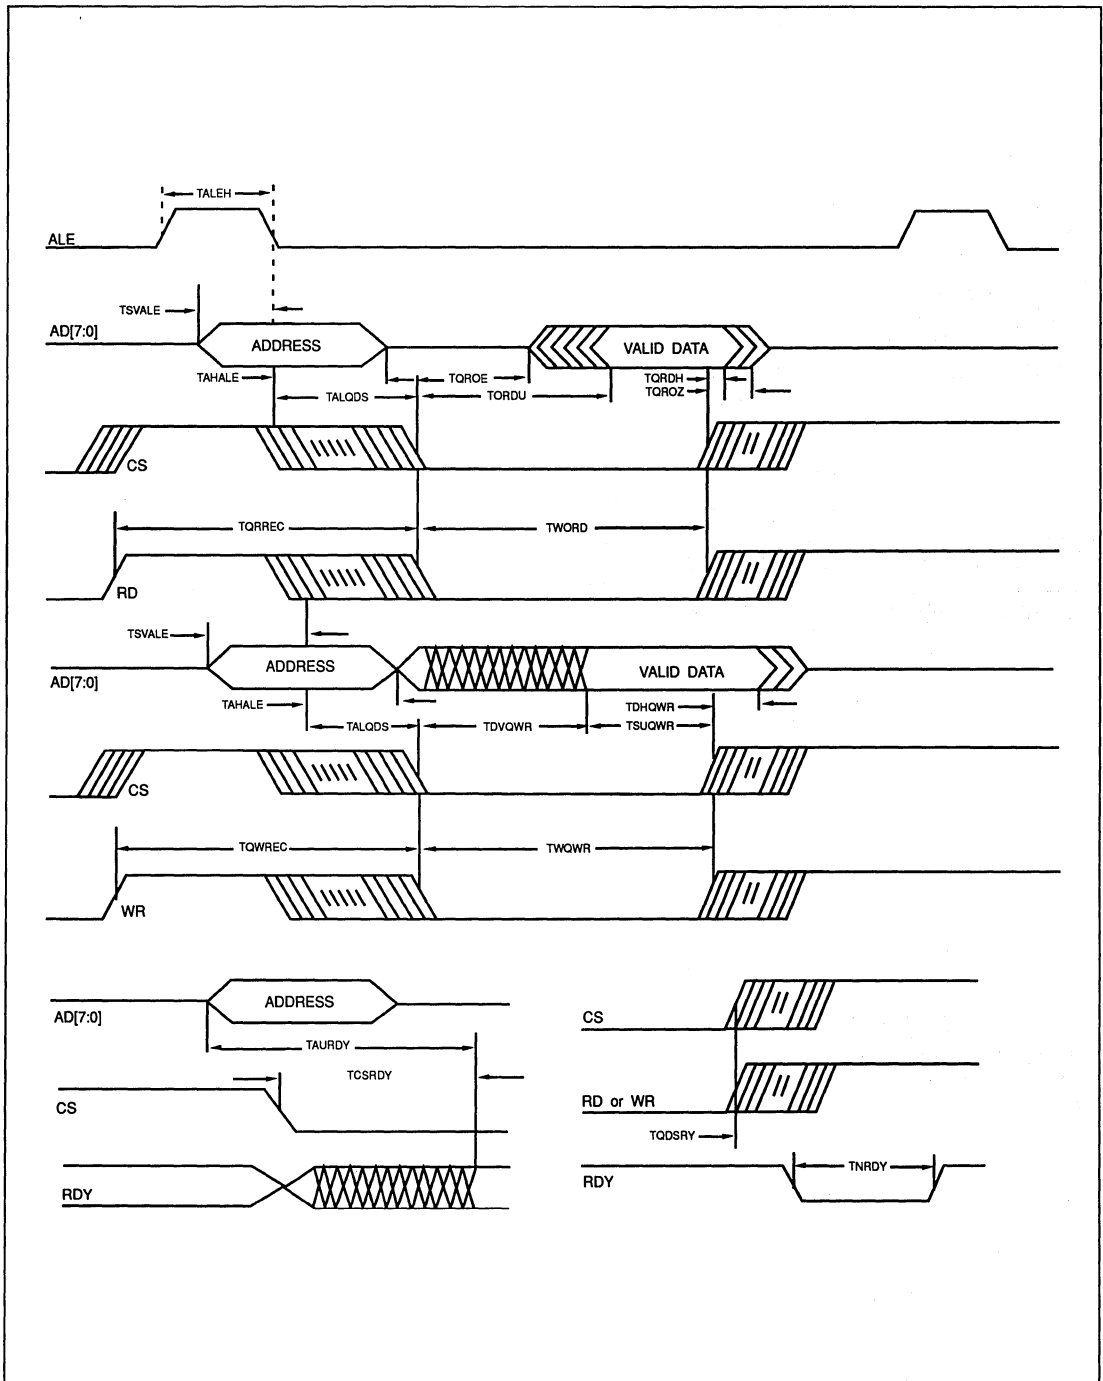 TALEH
ALE
TSVALE
AD[7:0]
ADDRESS
VALID DATA
TAHALE
TQROE
TQRDH
TALQDS
TORDU
TQROZ
CS
TQRREC
TWORD
RD
TSVALE
ADDRESS
VALID DATA
AD[7:0]
TAHALE
TDHQWR
TALQDS
TDVQWR
TSUQWR
CS
TQWREC
TWQWR
WR
ADDRESS
AD[7:0]
TAURDY
TCSRDY
CS
RDY
CS
RD or WR
TQDSRY
TNRDY
RDY